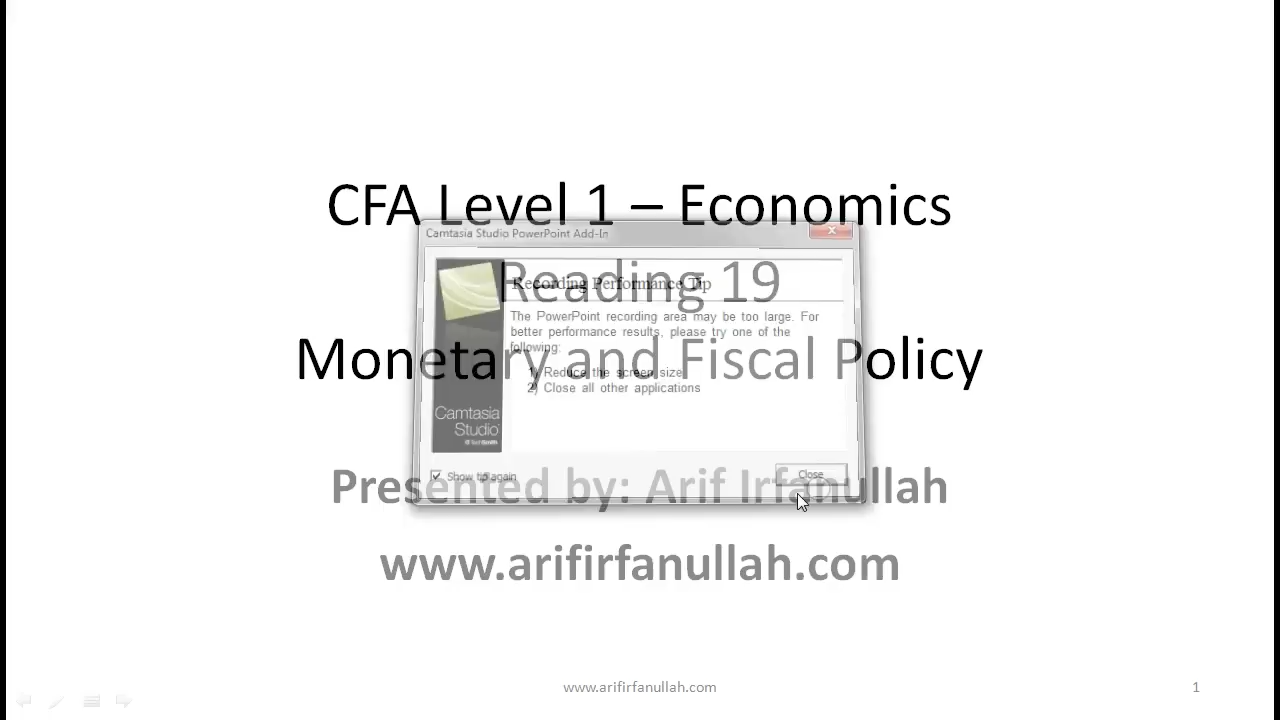 CFA Level 1 – Economics
Camtasia Studio PowerPoint Add-In
Reading 19
Recording Performance Tip
The PowerPoint recording area may be too large. For
better performance results, please try one of the
following:
Monetary and Fiscal Policy
1) Reduce the screen size
2) Close all other applications
Camtasia
Studio
TechSmith
Show tip again
Close
Presented by: Arif Irfanullah
www.arifirfanullah.com
www.arifirfanullah.com
1